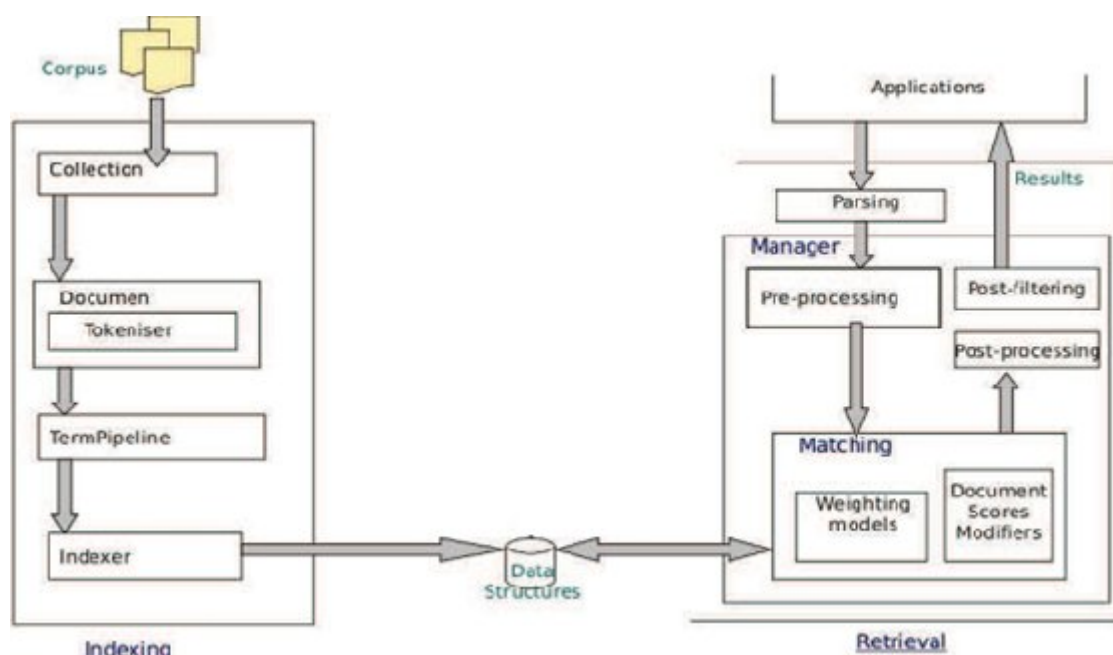 Corpus
Collection
Documen
Tokeniser
TermPipeline
Indexer
Indexing
Data
Structures
Applications
Results
Parsing
Manager
Pre-processing
Post-filtering
Post-processing
Matching
Weighting
models
Document
Scores
Modifiers
Retrieval